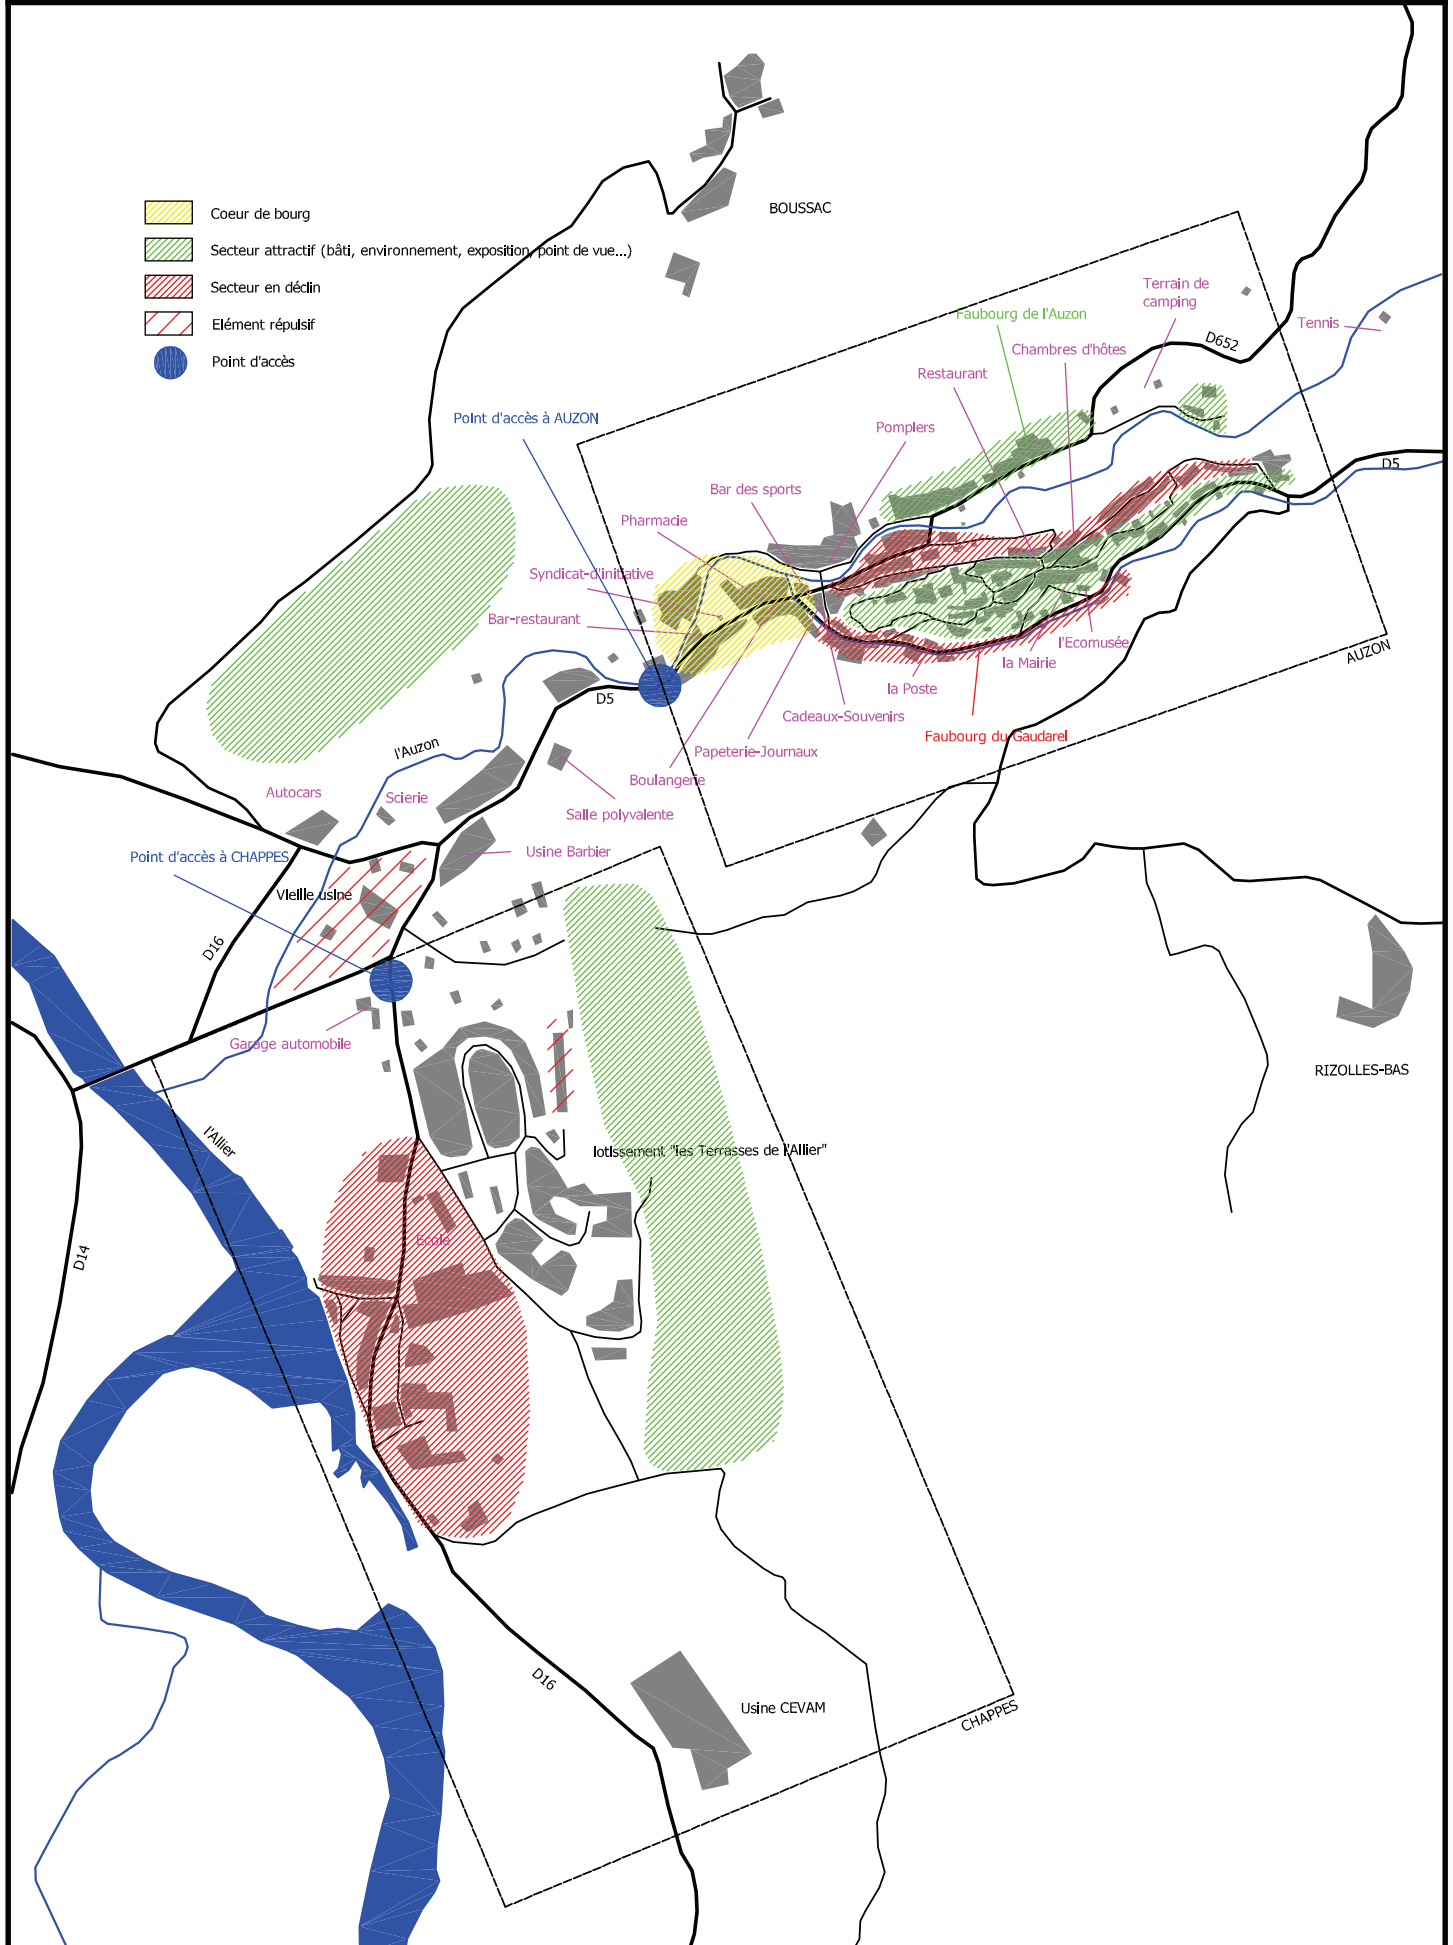 BOUSSAC
Coeur de bourg
Secteur attractif (bâti, environnement, exposition, point de vue...)
Secteur en déclin
Elément répulsif
Point d'accès
Terrain de
camping
Faubourg de l'Auzon
Tennis
D652
Chambres d'hôtes
Restaurant
Point d'accès à AUZON
Pompiers
D5
Bar des sports
Pharmacie
Syndicat-d'initiative
Bar-restaurant
l'Ecomusée
AUZON
la Mairie
la Poste
D5
Cadeaux-Souvenirs
Faubourg du Gaudarel
l'Auzon
Papeterie-Journaux
Boulangerie
Autocars
Scierie
Salle polyvalente
Usine Barbier
Point d'accès à CHAPPES
Vieille usine
D16
Garage automobile
RIZOLLES-BAS
l'Allier
lotissement "les Terrasses de l'Allier"
Ecole
D14
D16
Usine CEVAM
CHAPPES